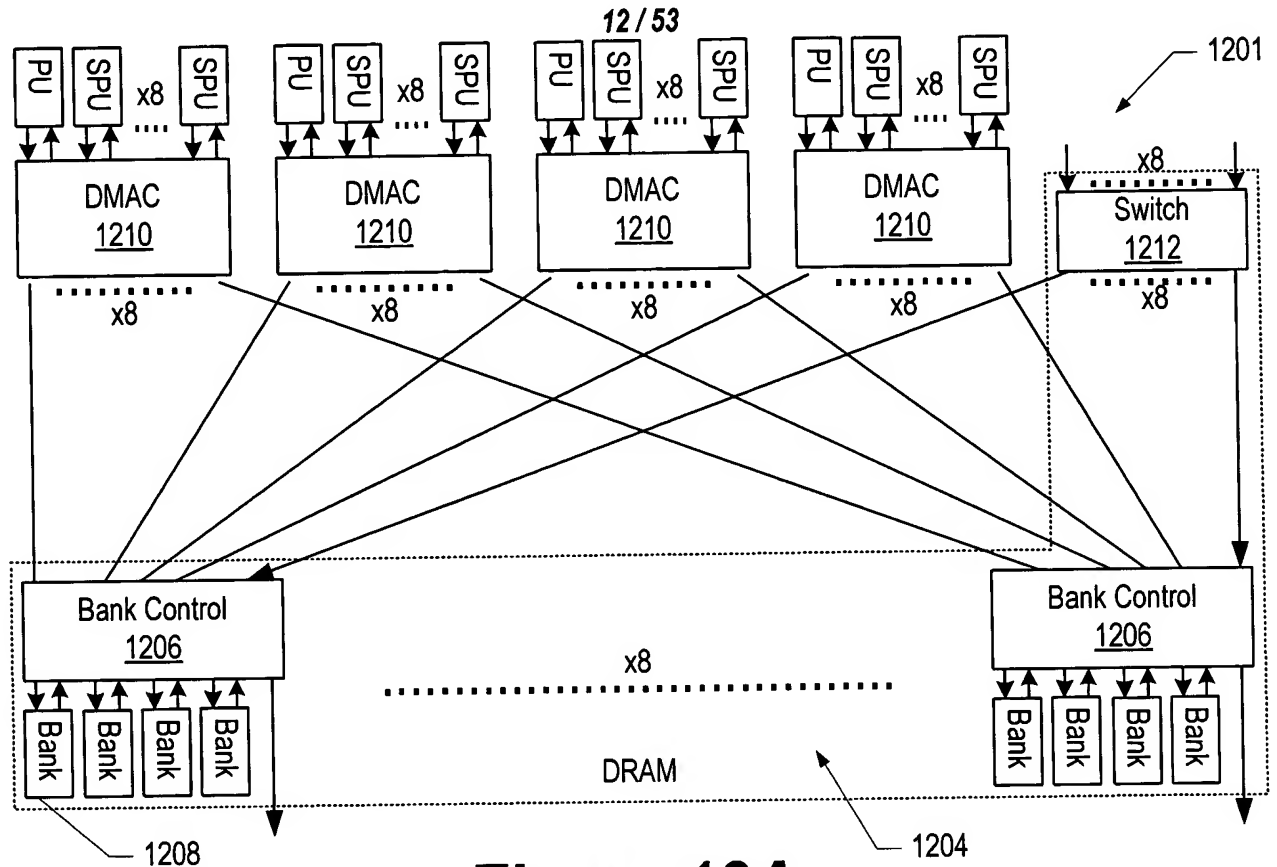 12 / 53
PU SPU x8 SPU PU SPU x8 SPU PU SPU x8 SPU PU SPU x8 SPU
1201
DMAC DMAC DMAC DMAC
1210 1210 1210 1210
x8
Switch
1212
x8 x8 x8 x8 x8
Bank Control
1206
Bank Control
1206
x8
Bank Bank Bank Bank
Bank Bank Bank Bank
DRAM
1208
1204